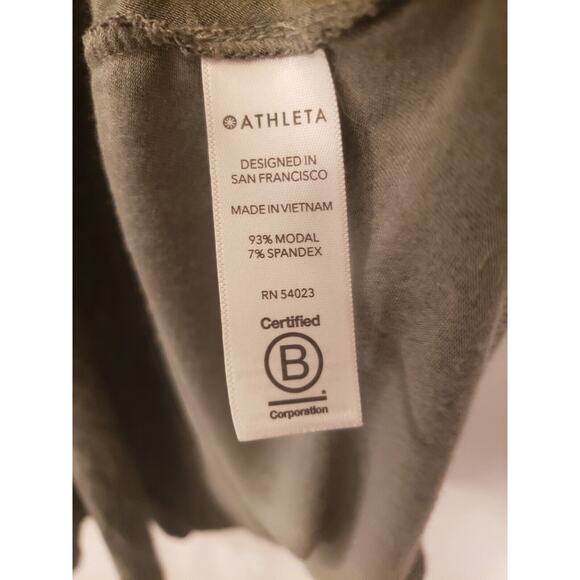 ATHLETA
DESIGNED IN
SAN FRANCISCO
MADE IN VIETNAM
93% MODAL
7% SPANDEX
RN 54023
Certified
B
Corporation